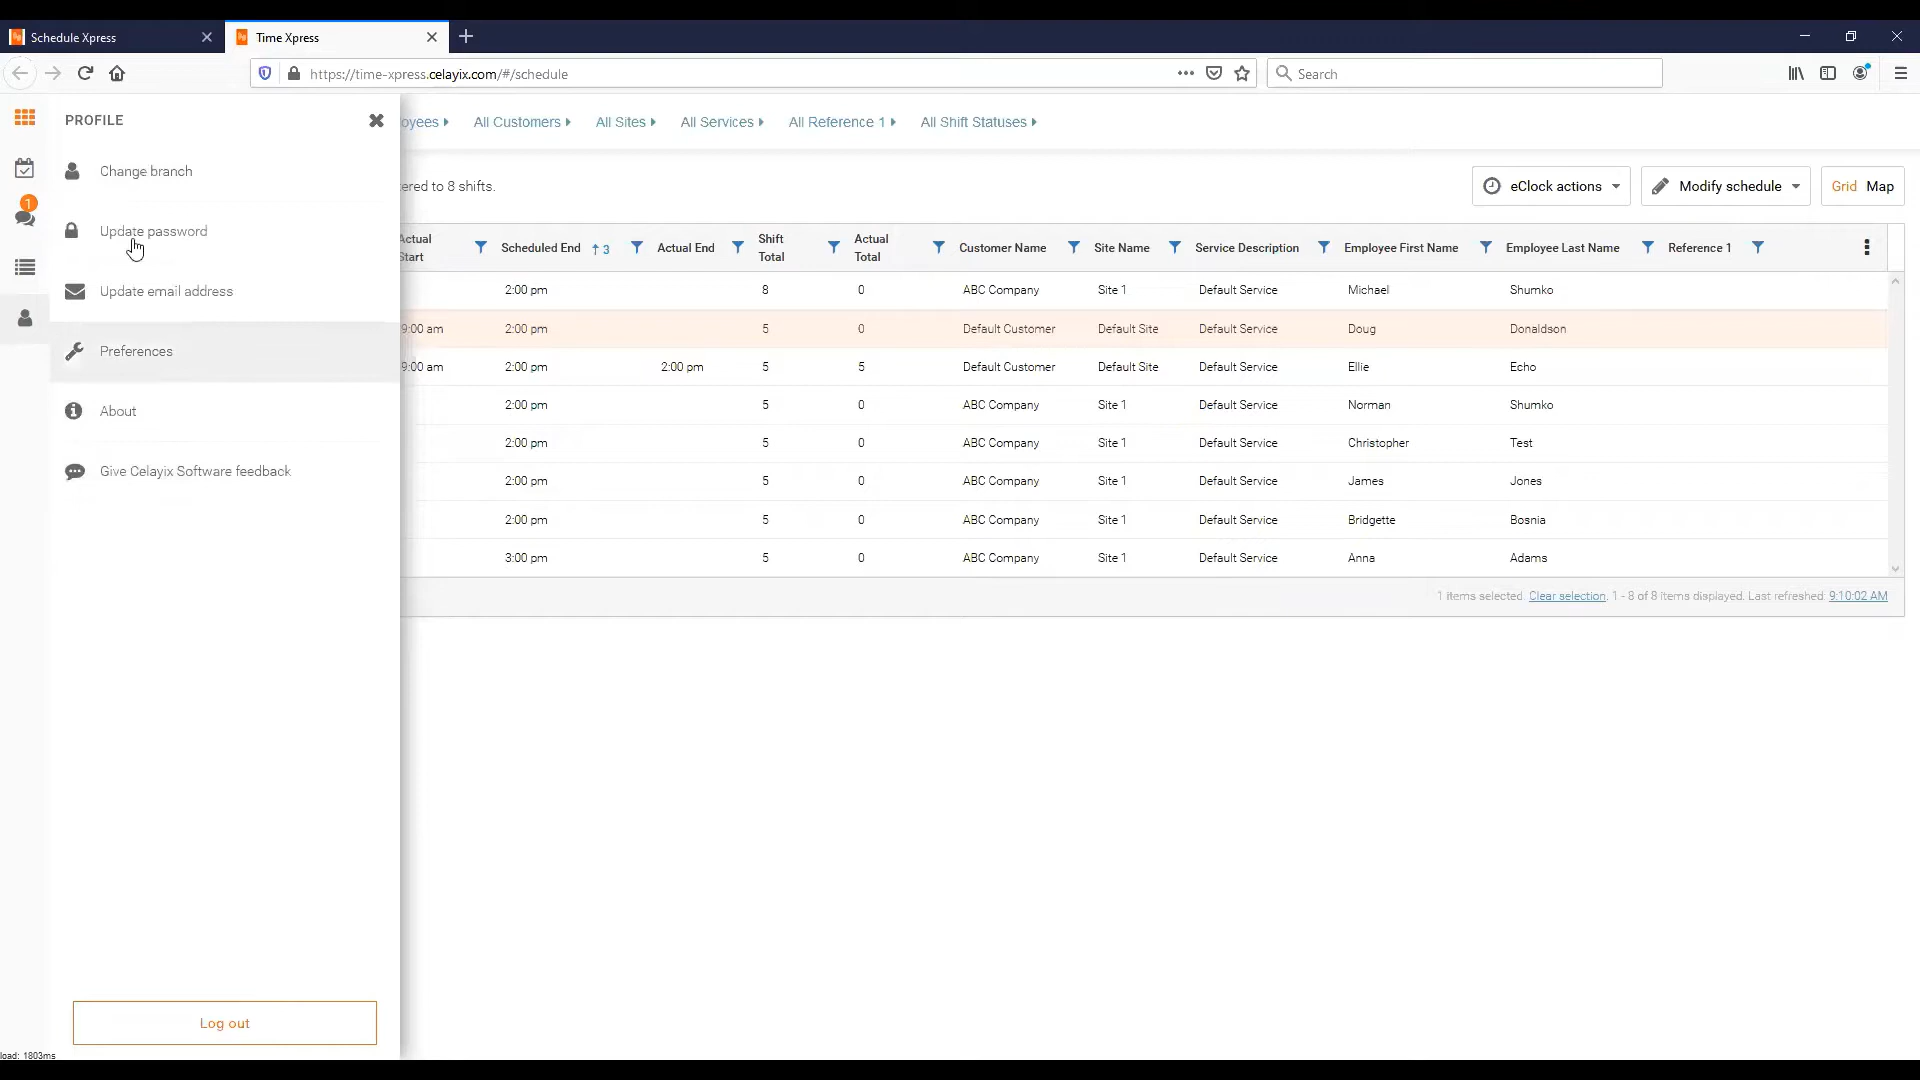 Schedule Xpress
Time Xpress
https://time-xpress.celayix.com/#/schedule
Search
PROFILE
oyees
All Customers
All Sites
All Services
All Reference 1
All Shift Statuses
Change branch
ered to 8 shifts.
eClock actions
Modify schedule
Grid Map
1
Update password
Update email address
Preferences
About
Give Celayix Software feedback
Log out
load: 1803ms
Actual Start
Scheduled End 3
Actual End
Shift Total
Actual Total
Customer Name
Site Name
Service Description
Employee First Name
Employee Last Name
Reference 1
2:00 pm 8 0 ABC Company Site 1 Default Service Michael Shumko
9:00 am 2:00 pm 5 0 Default Customer Default Site Default Service Doug Donaldson
9:00 am 2:00 pm 2:00 pm 5 5 Default Customer Default Site Default Service Ellie Echo
2:00 pm 5 0 ABC Company Site 1 Default Service Norman Shumko
2:00 pm 5 0 ABC Company Site 1 Default Service Christopher Test
2:00 pm 5 0 ABC Company Site 1 Default Service James Jones
2:00 pm 5 0 ABC Company Site 1 Default Service Bridgette Bosnia
3:00 pm 5 0 ABC Company Site 1 Default Service Anna Adams
1 items selected. Clear selection. 1 - 8 of 8 items displayed. Last refreshed: 9:10:02 AM